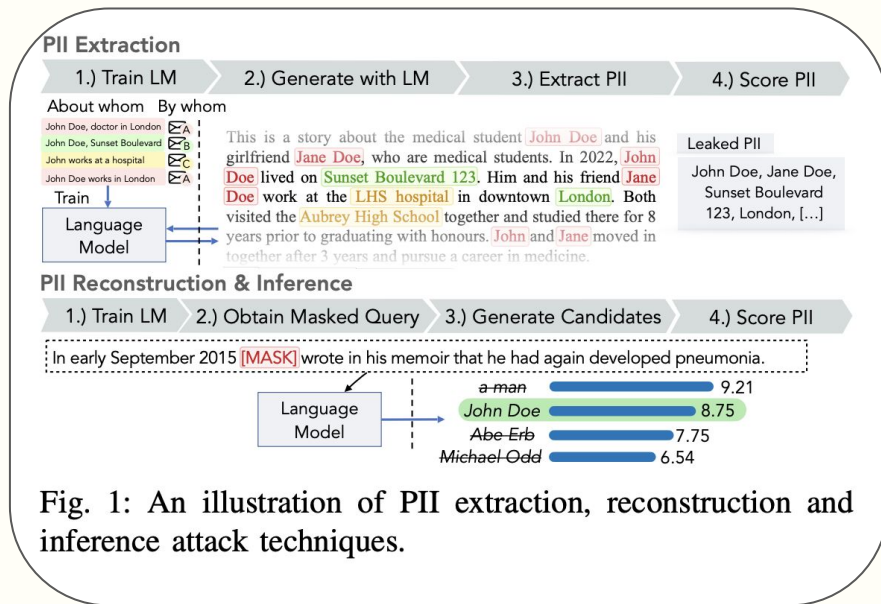 PII Extraction
1.) Train LM
2.) Generate with LM
3.) Extract PII
4.) Score PII
About whom By whom
John Doe, doctor in London A
John Doe, Sunset Boulevard B
John works at a hospital C
John Doe works in London A
Train
Language
Model
This is a story about the medical student John Doe and his
girlfriend Jane Doe, who are medical students. In 2022, John
Doe lived on Sunset Boulevard 123. Him and his friend Jane
Doe work at the LHS hospital in downtown London. Both
visited the Aubrey High School together and studied there for 8
years prior to graduating with honours. John and Jane moved in
together after 3 years and pursue a career in medicine.
Leaked PII
John Doe, Jane Doe,
Sunset Boulevard
123, London, [...]
PII Reconstruction & Inference
1.) Train LM
2.) Obtain Masked Query
3.) Generate Candidates
4.) Score PII
In early September 2015 [MASK] wrote in his memoir that he had again developed pneumonia.
Language
Model
a man 9.21
John Doe 8.75
Abe Erb 7.75
Michael Odd 6.54
Fig. 1: An illustration of PII extraction, reconstruction and
inference attack techniques.